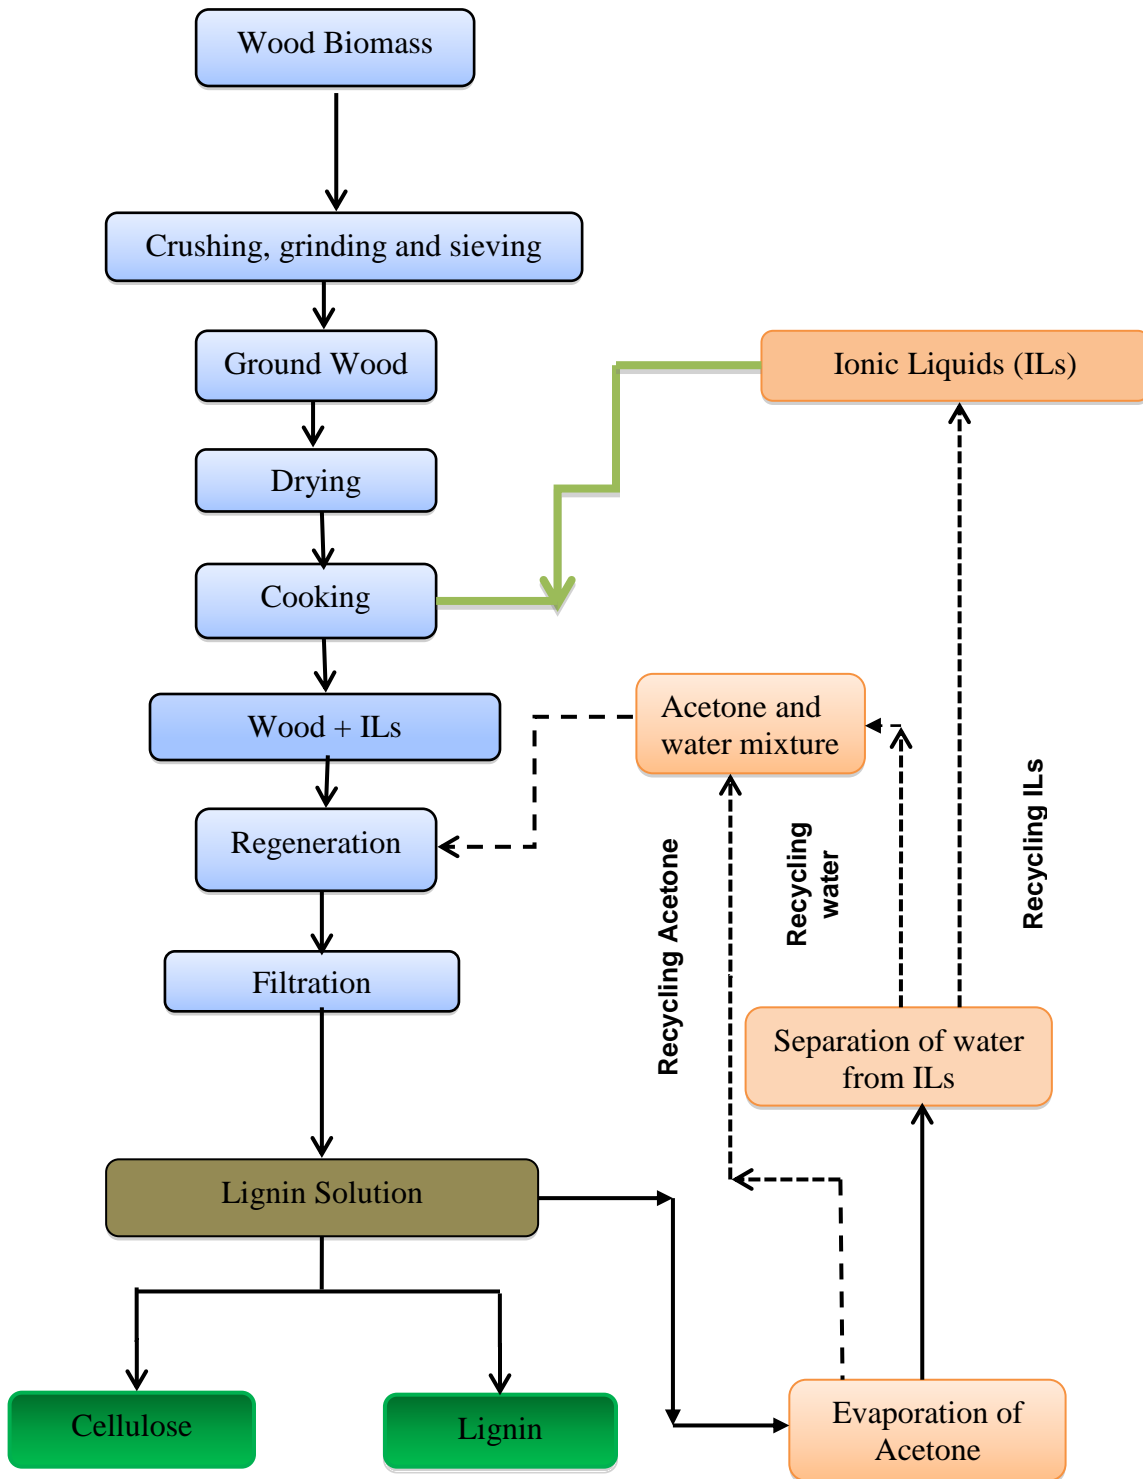 Wood Biomass
Crushing, grinding and sieving
Ground Wood
Ionic Liquids (ILs)
Drying
Cooking
Wood + ILs
Acetone and
water mixture
Regeneration
Recycling Acetone
Recycling
water
Recycling ILs
Filtration
Separation of water
from ILs
Lignin Solution
Cellulose
Lignin
Evaporation of
Acetone